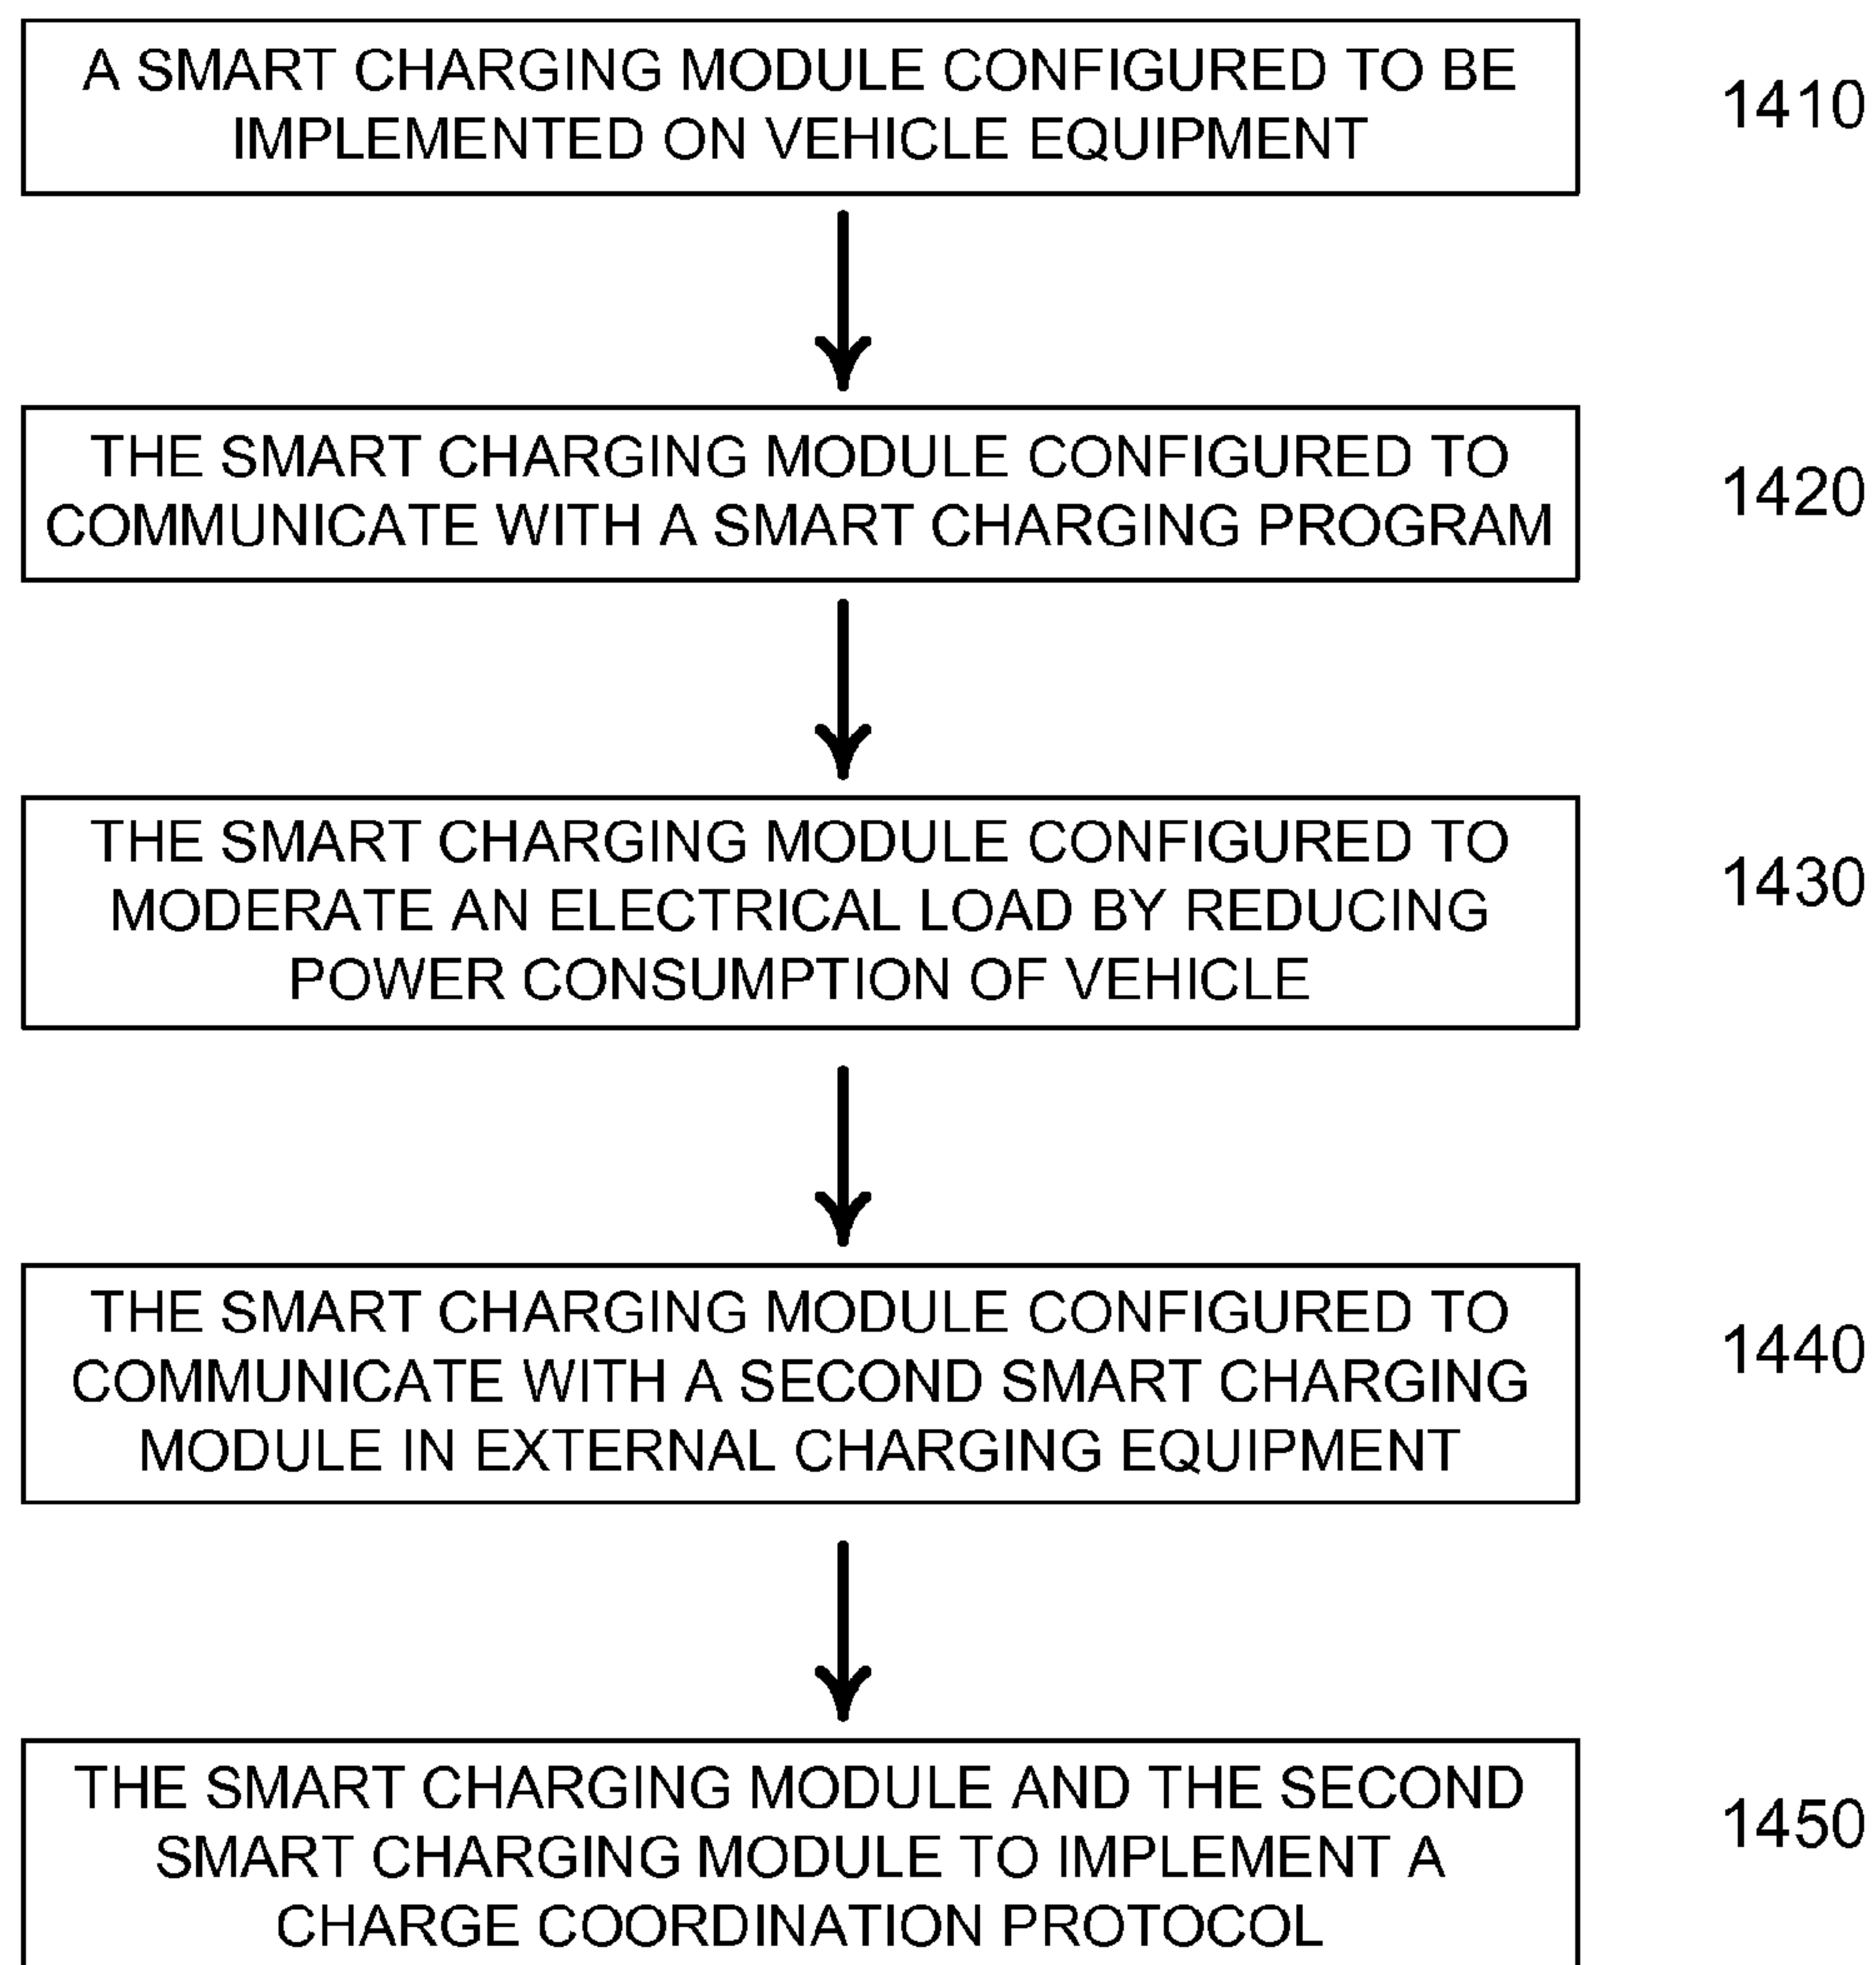 A SMART CHARGING MODULE CONFIGURED TO BE
IMPLEMENTED ON VEHICLE EQUIPMENT
1410
THE SMART CHARGING MODULE CONFIGURED TO
COMMUNICATE WITH A SMART CHARGING PROGRAM
1420
THE SMART CHARGING MODULE CONFIGURED TO
MODERATE AN ELECTRICAL LOAD BY REDUCING
POWER CONSUMPTION OF VEHICLE
1430
THE SMART CHARGING MODULE CONFIGURED TO
COMMUNICATE WITH A SECOND SMART CHARGING
MODULE IN EXTERNAL CHARGING EQUIPMENT
1440
THE SMART CHARGING MODULE AND THE SECOND
SMART CHARGING MODULE TO IMPLEMENT A
CHARGE COORDINATION PROTOCOL
1450